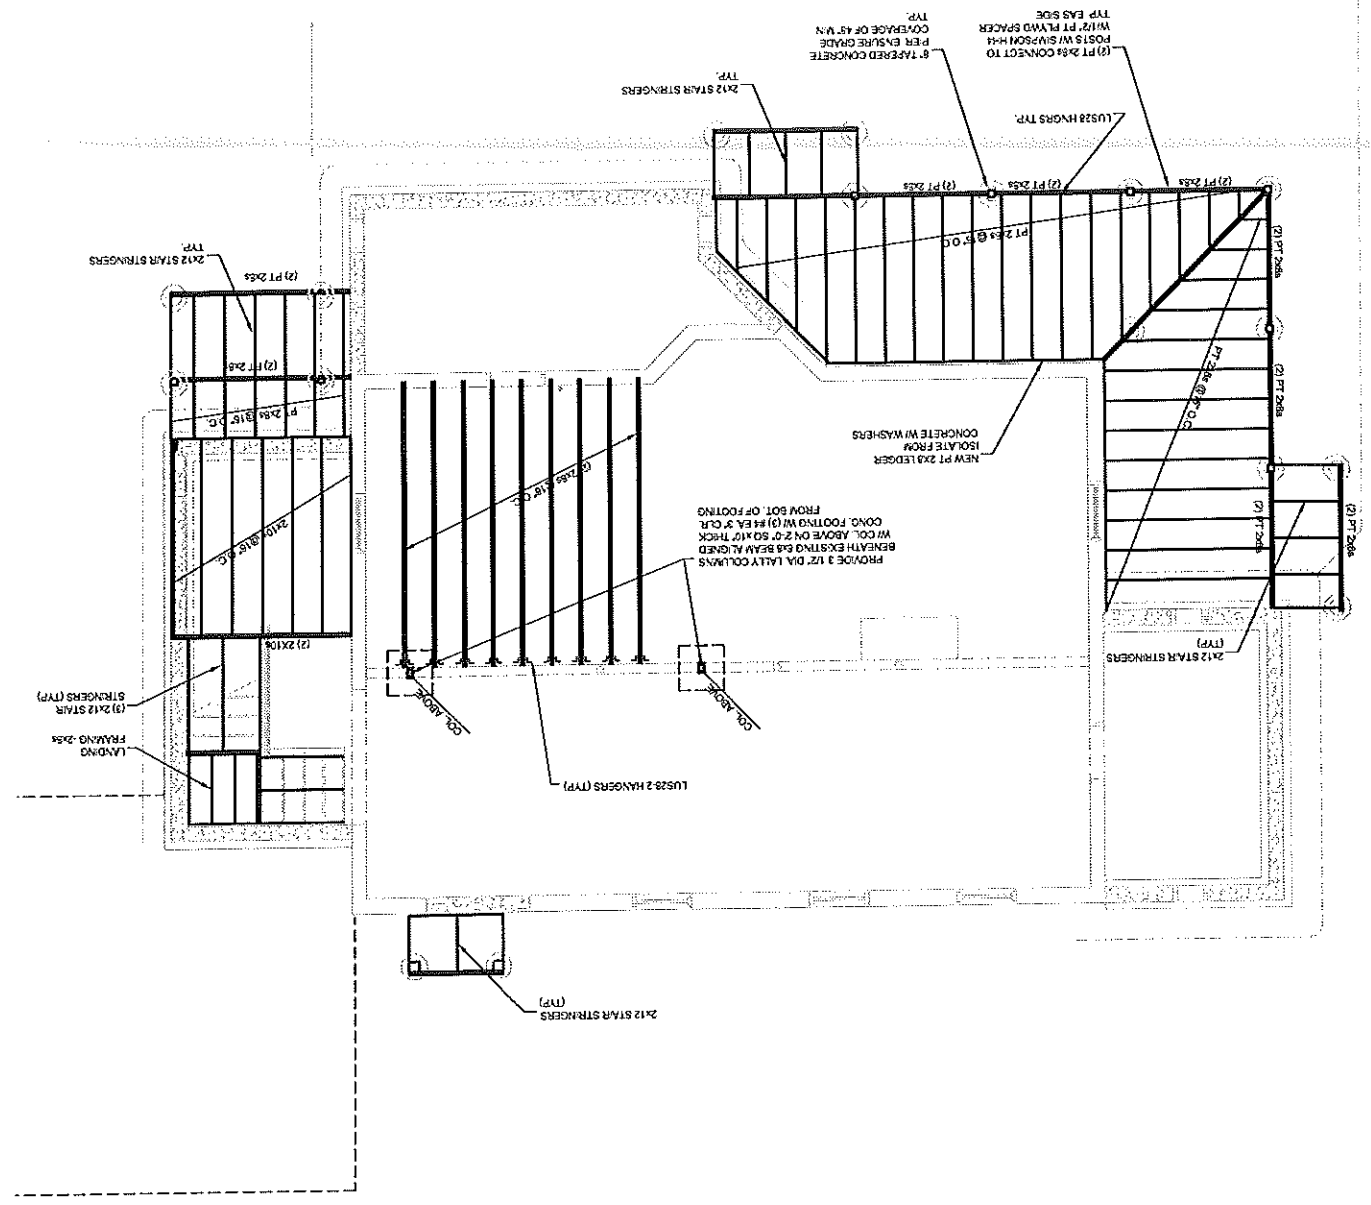 2x12 STAIR STRINGERS
(TYP)
LUS28-2 HANGERS (TYP)
LANDING
FRAMING -2x6s
COL. ABOVE
COL. ABOVE
(3) 2x12 STAIR
STRINGERS (TYP)
2x12 STAIR STRINGERS
(TYP)
(2) 2X10s
PROVIDE 3 1/2" DIA. LALLY COLUMNS
BENEATH EXISTING 8x8 BEAM ALIGNED
W/ COL. ABOVE ON 2'-0" SQ x10" THICK
CONC. FOOTING W/ (3) #4 EA. 3" CLR.
FROM BOT. OF FOOTING
2x10s @16" O.C.
(2) 2x8s @16" O.C.
(2) PT 2x8s
(2) PT 2x8s
NEW PT 2x8 LEDGER
ISOLATE FROM
CONCRETE W/ WASHERS
PT 2x8s @16" O.C.
PT 2x8s @16" O.C.
(2) PT 2x8s
(2) PT 2x8
(2) PT 2x8s
2x12 STAIR STRINGERS
TYP.
(2) PT 2x8s
PT 2x8s @16" O.C.
(2) PT 2x8s
(2) PT 2x8s
(2) PT 2x8s
LUS28 HNGRS TYP.
2x12 STAIR STRINGERS
TYP.
(2) PT 2x8s CONNECT TO
POSTS W/ SIMPSON H-14
W/1/2" PT PLYWD SPACER
TYP. EAS SIDE
8" TAPERED CONCRETE
PIER ENSURE GRADE
COVERAGE OF 48" MIN
TYP.